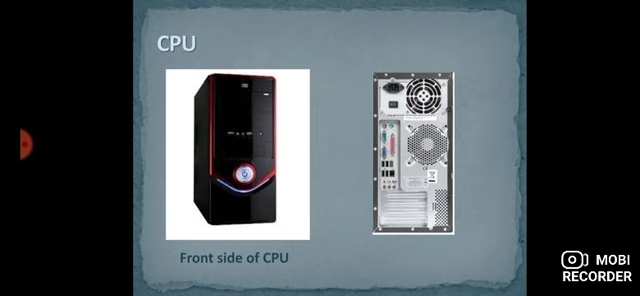 CPU
Front side of CPU
MOBI
RECORDER